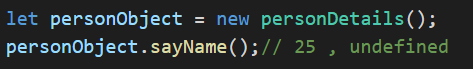 let personObject = new personDetails();
personObject.sayName();// 25 , undefined